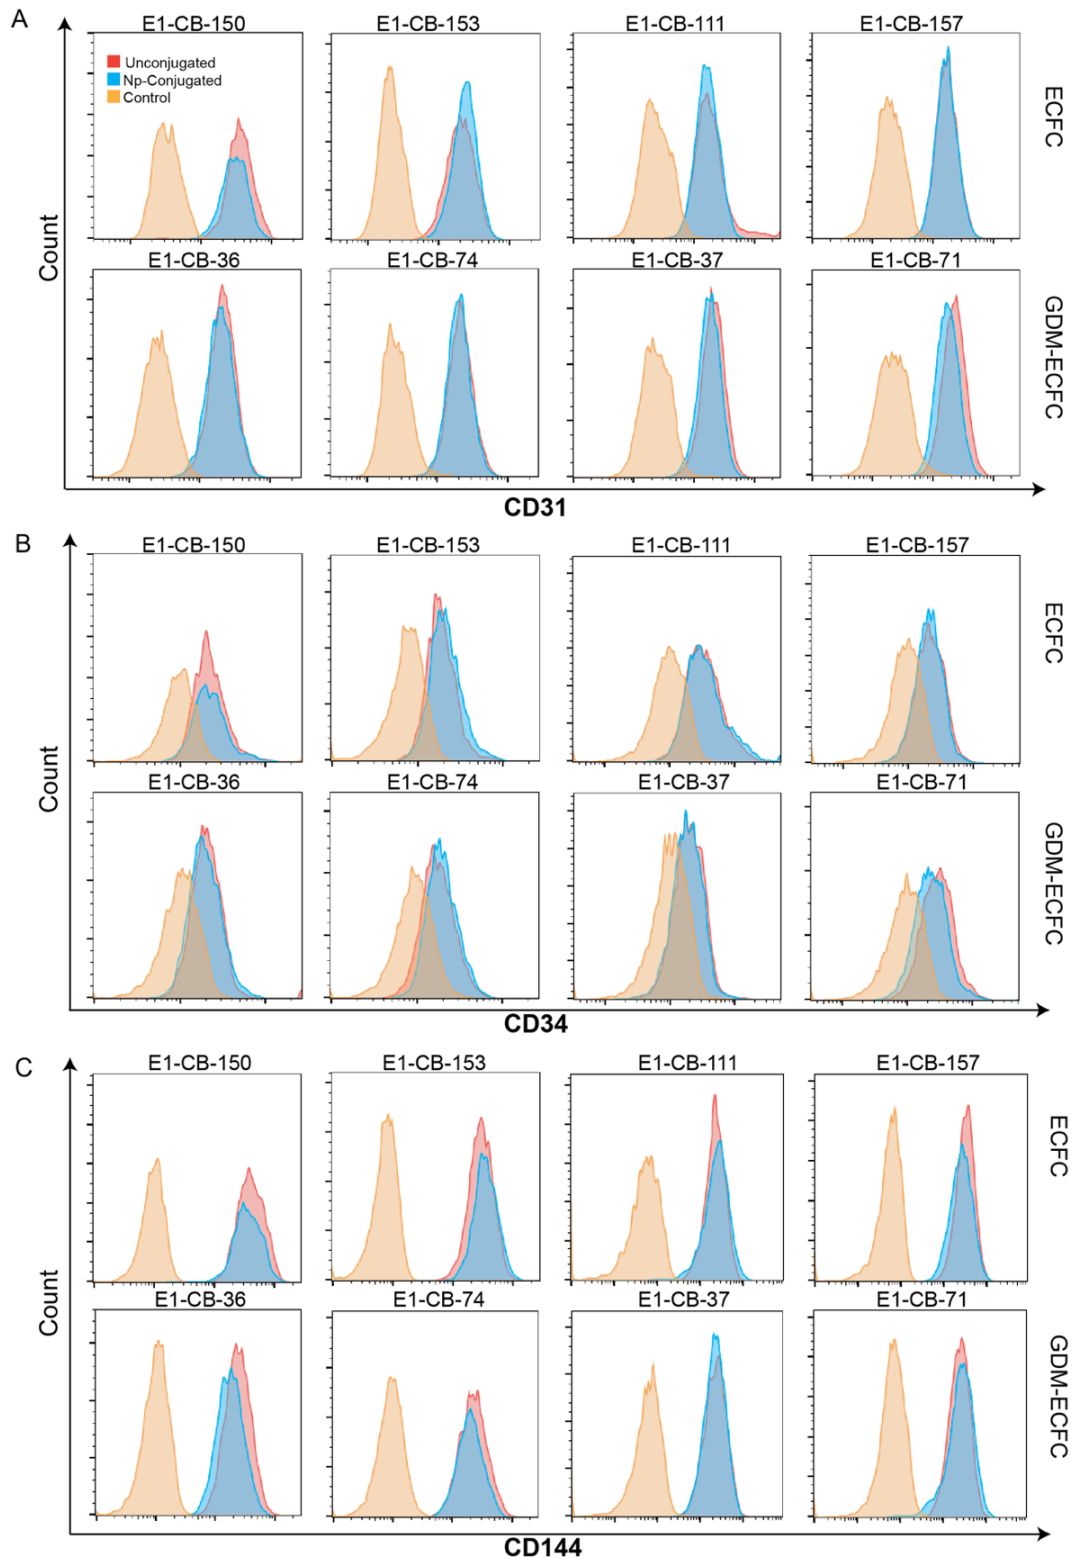 A
E1-CB-150 E1-CB-153 E1-CB-111 E1-CB-157
Unconjugated
Np-Conjugated
Control
ECFC
E1-CB-36 E1-CB-74 E1-CB-37 E1-CB-71
GDM-ECFC
Count
CD31
B
E1-CB-150 E1-CB-153 E1-CB-111 E1-CB-157
ECFC
E1-CB-36 E1-CB-74 E1-CB-37 E1-CB-71
GDM-ECFC
Count
CD34
C
E1-CB-150 E1-CB-153 E1-CB-111 E1-CB-157
ECFC
E1-CB-36 E1-CB-74 E1-CB-37 E1-CB-71
GDM-ECFC
Count
CD144